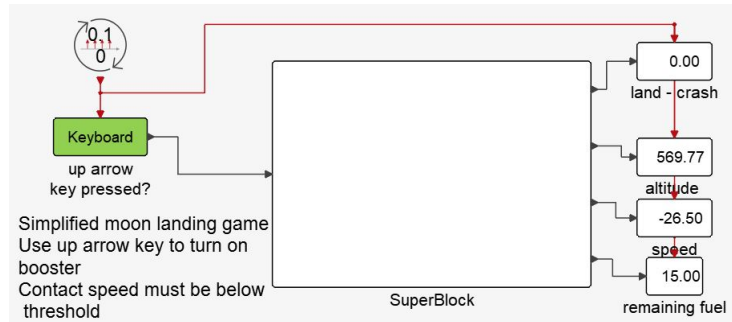 0.1
0
0.00
land - crash
Keyboard
569.77
up arrow
key pressed?
altitude
-26.50
Simplified moon landing game
Use up arrow key to turn on
booster
Contact speed must be below
threshold
speed
15.00
SuperBlock
remaining fuel